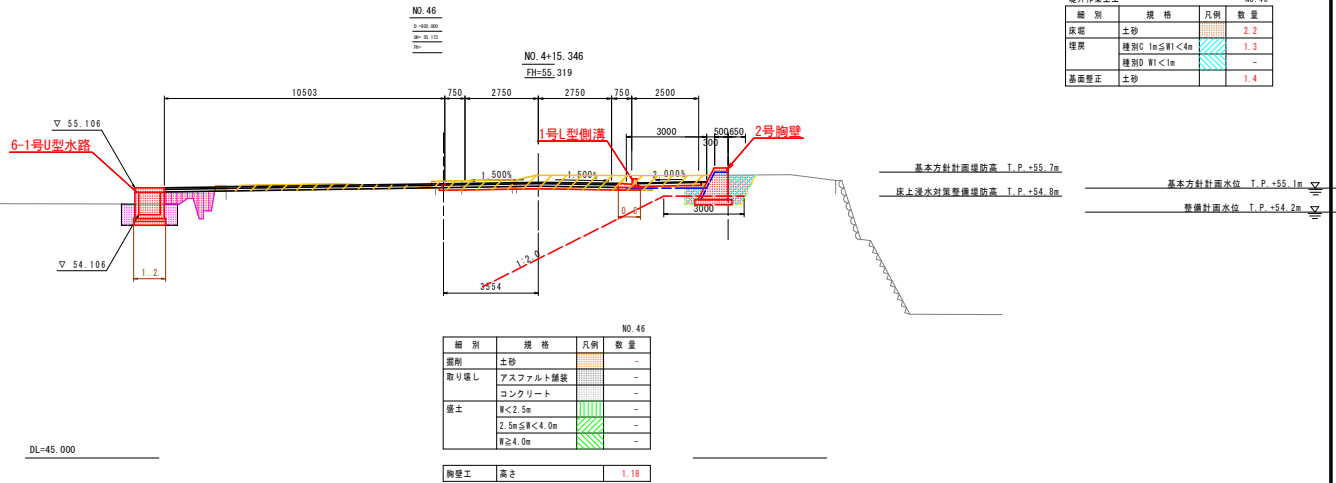 NO.46
NO.46
NO.4+15.346
FH=55.319
細 別 規 格 凡例 数 量
床堀 土砂 2.2
埋戻 種別C 1m≦W1<4m 1.3
種別D W1<1m -
基面整正 土砂 1.4
10503 750 2750 2750 750 2500
▽ 55.106
6-1号U型水路
1号L型側溝
3000
300
500
650
2号胸壁
1.500% 1.500% 2.000%
基本方針計画堤防高 T.P.+55.7m
床上浸水対策整備堤防高 T.P.+54.8m
基本方針計画水位 T.P.+55.1m
整備計画水位 T.P.+54.2m
3000
▽ 54.106
1.2
1:2.0
3554
NO.46
細 別 規 格 凡例 数 量
掘削 土砂 -
取り壊し アスファルト舗装 -
コンクリート -
盛土 W<2.5m -
2.5m≦W<4.0m -
W≧4.0m -
DL=45.000
胸壁工 高さ 1.18